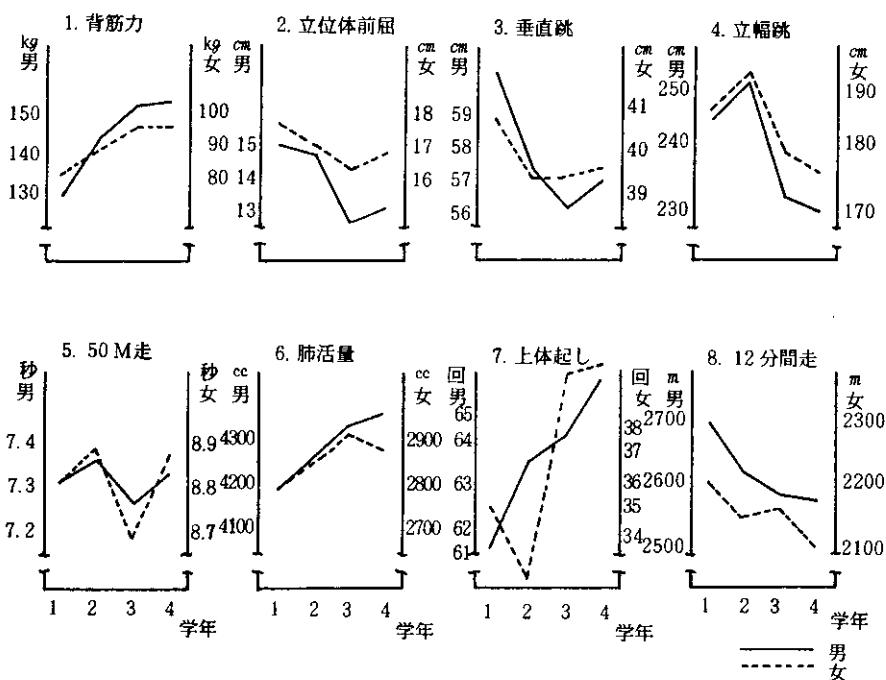 1. 背筋力
kg
男
150
140
130
kg
女
100
90
80
2. 立位体前屈
cm
男
15
14
13
cm
女
18
17
16
3. 垂直跳
cm
男
59
58
57
56
cm
女
41
40
39
4. 立幅跳
cm
男
250
240
230
cm
女
190
180
170
5. 50M走
秒
男
7.4
7.3
7.2
秒
女
8.9
8.8
8.7
1 2 3 4
学年
6. 肺活量
cc
男
4300
4200
4100
cc
女
2900
2800
2700
1 2 3 4
学年
7. 上体起し
回
男
65
64
63
62
61
回
女
38
37
36
35
34
1 2 3 4
学年
8. 12分間走
m
男
2700
2600
2500
m
女
2300
2200
2100
1 2 3 4
学年
男
女